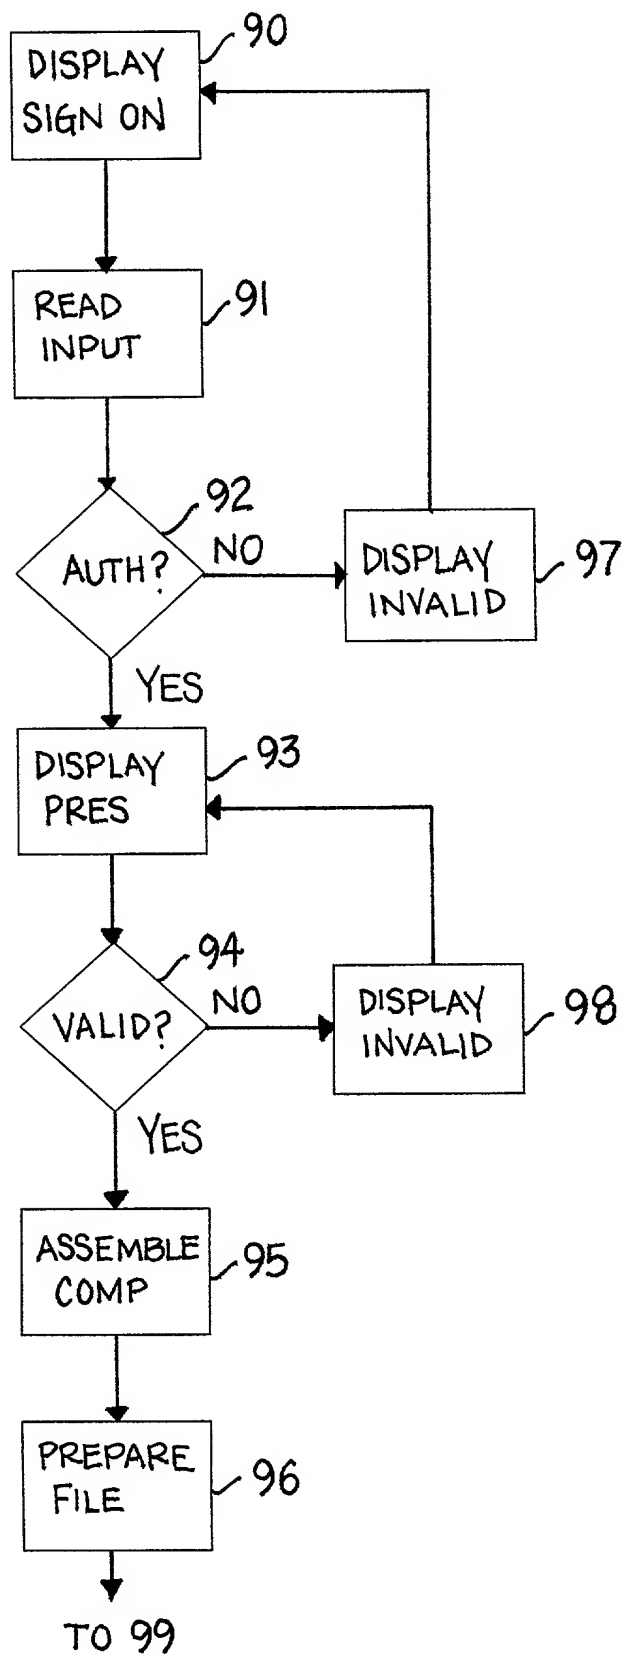 90
DISPLAY
SIGN ON
91
READ
INPUT
92
AUTH?
NO
DISPLAY
INVALID
97
YES
93
DISPLAY
PRES
94
VALID?
NO
DISPLAY
INVALID
98
YES
ASSEMBLE
COMP
95
PREPARE
FILE
96
TO 99